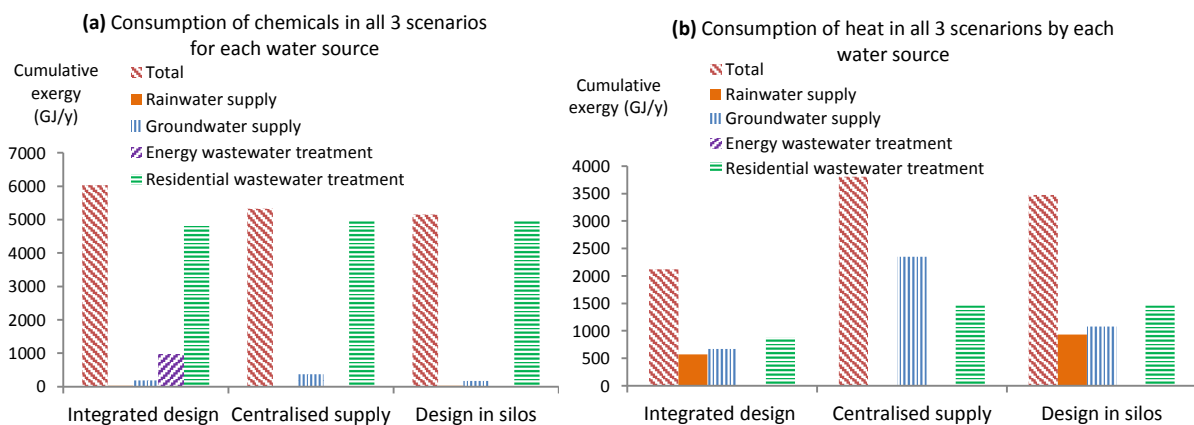 (a) Consumption of chemicals in all 3 scenarios
for each water source
Cumulative
exergy
(GJ/y)
Total
Rainwater supply
Groundwater supply
Energy wastewater treatment
Residential wastewater treatment
7000
6000
5000
4000
3000
2000
1000
0
Integrated design
Centralised supply
Design in silos
(b) Consumption of heat in all 3 scenarions by each
water source
Cumulative
exergy (GJ/y)
Total
Rainwater supply
Groundwater supply
Energy wastewater treatment
Residential wastewater treatment
4000
3500
3000
2500
2000
1500
1000
500
0
Integrated design
Centralised supply
Design in silos